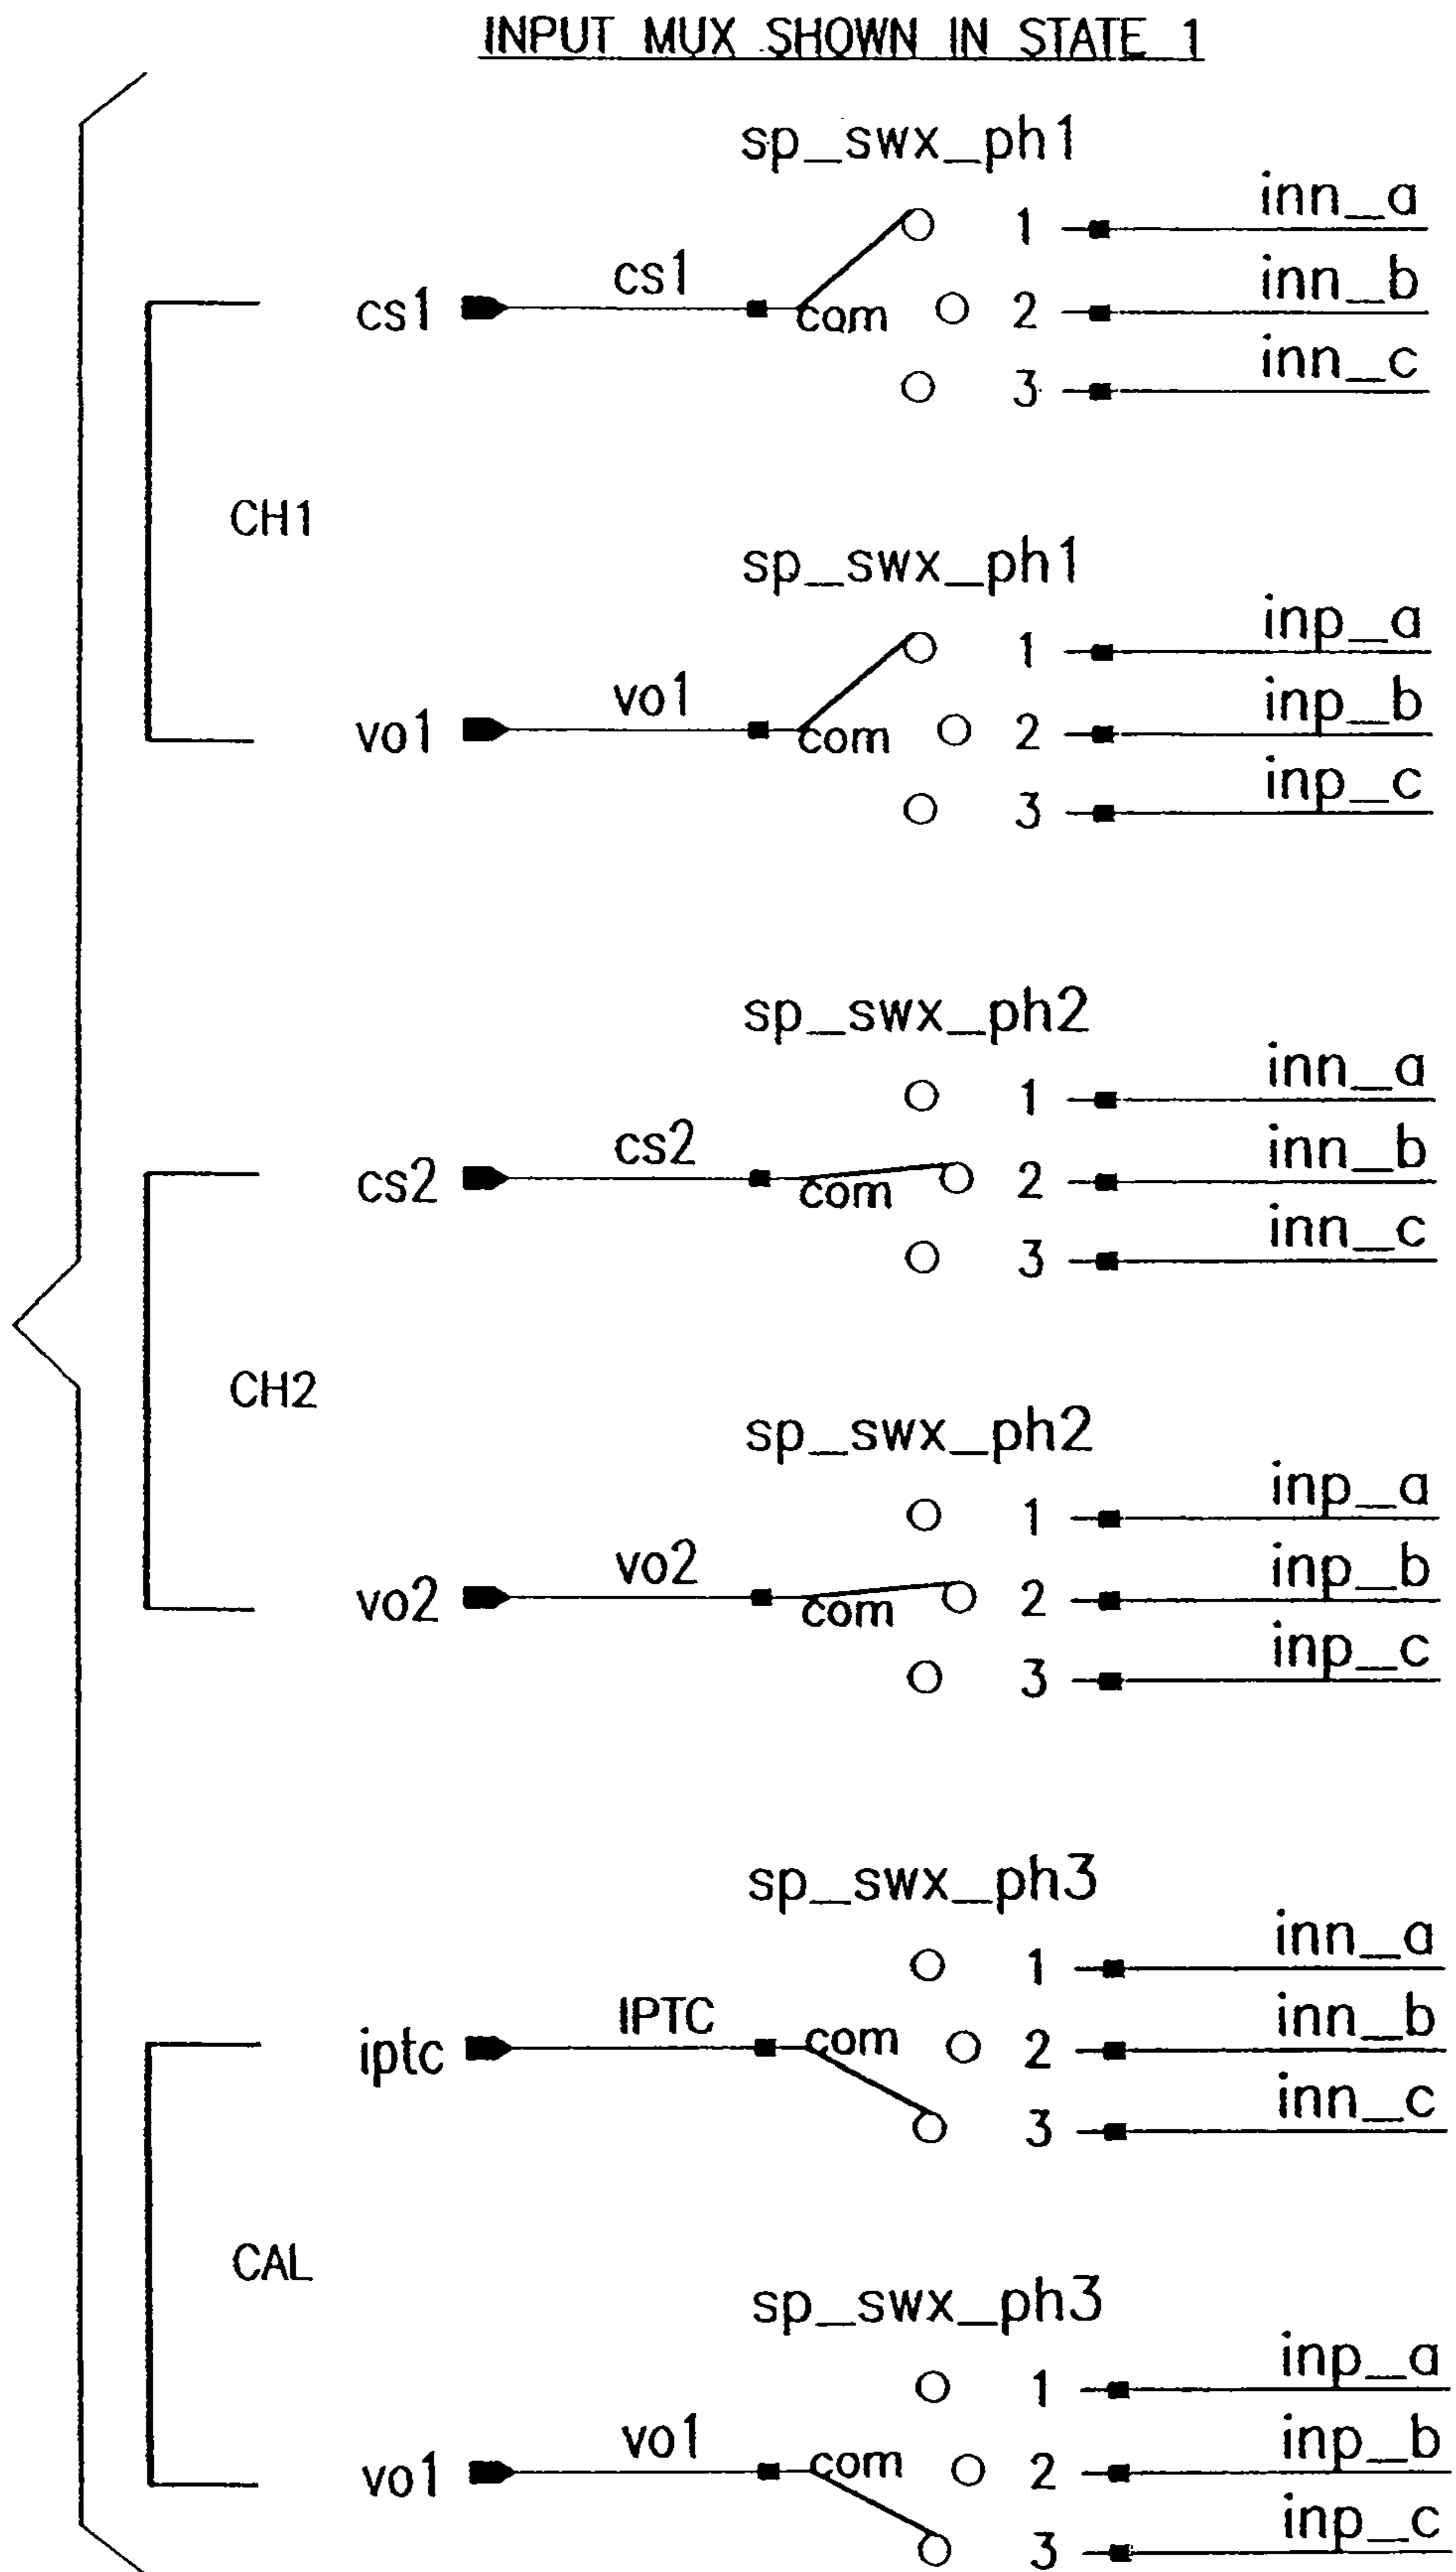 INPUT MUX SHOWN IN STATE 1
sp_swx_ph1
1 inn_a
cs1 cs1 com 2 inn_b
3 inn_c
CH1
sp_swx_ph1
1 inp_a
vo1 vo1 com 2 inp_b
3 inp_c
sp_swx_ph2
1 inn_a
cs2 cs2 com 2 inn_b
3 inn_c
CH2
sp_swx_ph2
1 inp_a
vo2 vo2 com 2 inp_b
3 inp_c
sp_swx_ph3
1 inn_a
iptc IPTC com 2 inn_b
3 inn_c
CAL
sp_swx_ph3
1 inp_a
vo1 vo1 com 2 inp_b
3 inp_c